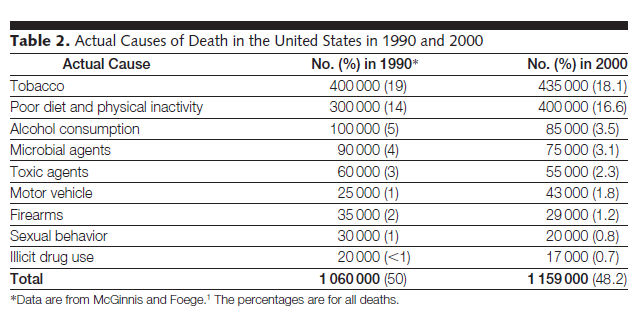 Table 2. Actual Causes of Death in the United States in 1990 and 2000
Actual Cause No. (%) in 1990* No. (%) in 2000
Tobacco 400 000 (19) 435 000 (18.1)
Poor diet and physical inactivity 300 000 (14) 400 000 (16.6)
Alcohol consumption 100 000 (5) 85 000 (3.5)
Microbial agents 90 000 (4) 75 000 (3.1)
Toxic agents 60 000 (3) 55 000 (2.3)
Motor vehicle 25 000 (1) 43 000 (1.8)
Firearms 35 000 (2) 29 000 (1.2)
Sexual behavior 30 000 (1) 20 000 (0.8)
Illicit drug use 20 000 (<1) 17 000 (0.7)
Total 1 060 000 (50) 1 159 000 (48.2)
*Data are from McGinnis and Foege.¹ The percentages are for all deaths.